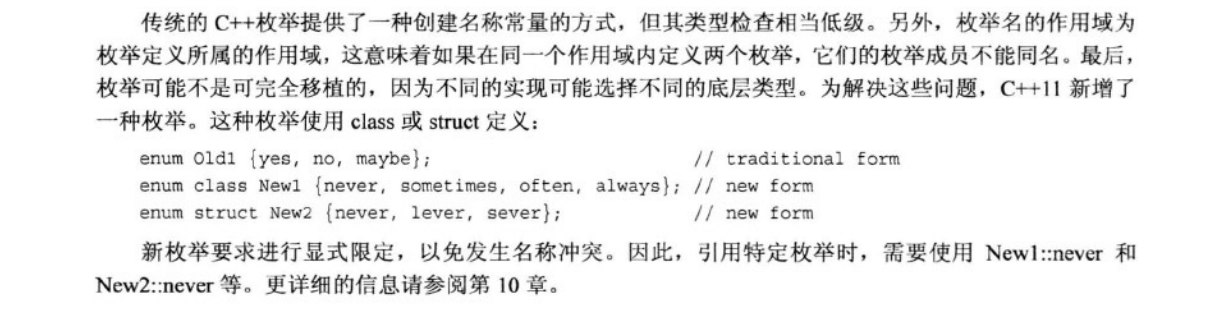 传统的 C++枚举提供了一种创建名称常量的方式，但其类型检查相当低级。另外，枚举名的作用域为
枚举定义所属的作用域，这意味着如果在同一个作用域内定义两个枚举，它们的枚举成员不能同名。最后，
枚举可能不是可完全移植的，因为不同的实现可能选择不同的底层类型。为解决这些问题，C++11 新增了
一种枚举。这种枚举使用 class 或 struct 定义：
enum Old1 {yes, no, maybe}; // traditional form
enum class New1 {never, sometimes, often, always}; // new form
enum struct New2 {never, lever, sever}; // new form
新枚举要求进行显式限定，以免发生名称冲突。因此，引用特定枚举时，需要使用 New1::never 和
New2::never 等。更详细的信息请参阅第 10 章。